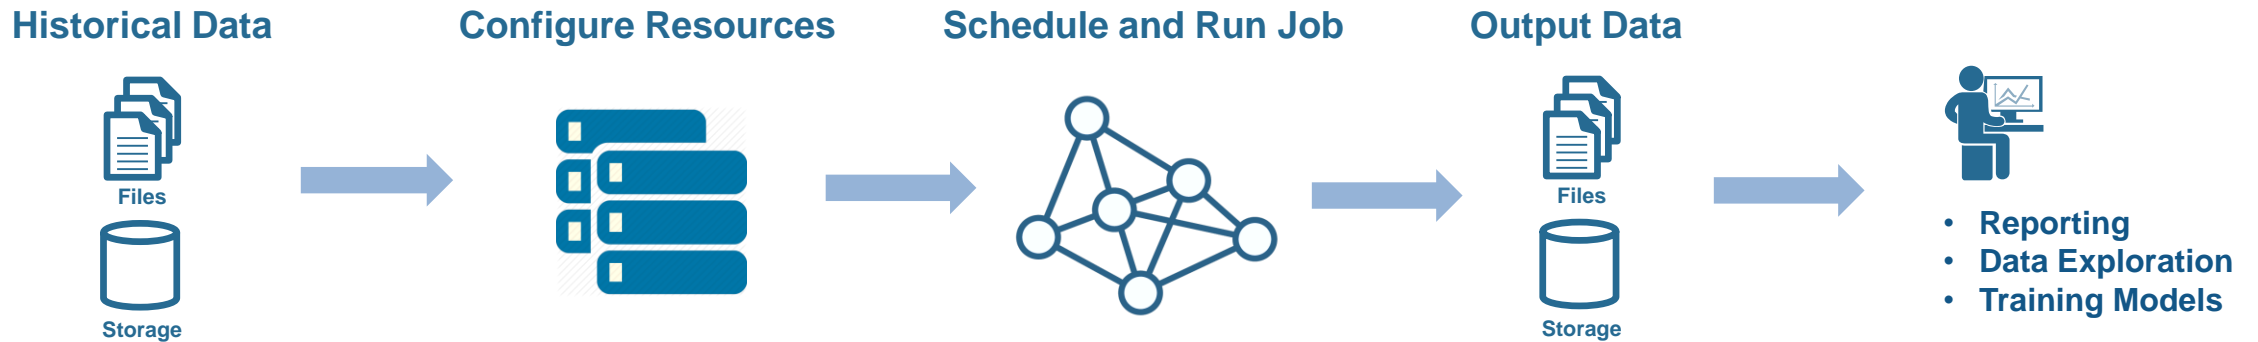 Historical Data
Configure Resources
Schedule and Run Job
Output Data
Files
Storage
Files
Storage
• Reporting
• Data Exploration
• Training Models